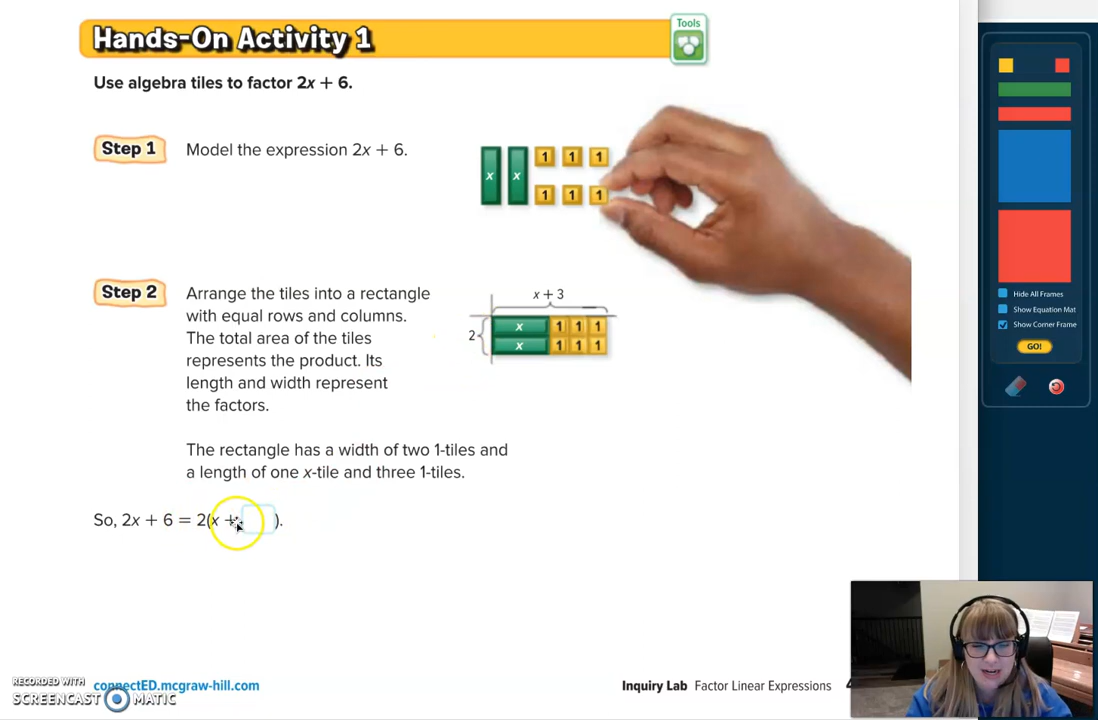 Hands-On Activity 1
Tools
Use algebra tiles to factor 2x + 6.
Step 1 Model the expression 2x + 6.
x x 1 1 1
1 1 1
Step 2 Arrange the tiles into a rectangle
with equal rows and columns.
The total area of the tiles
represents the product. Its
length and width represent
the factors.
x + 3
2
x 1 1 1
x 1 1 1
The rectangle has a width of two 1-tiles and
a length of one x-tile and three 1-tiles.
So, 2x + 6 = 2(x + ).
Hide All Frames
Show Equation Mat
Show Corner Frame
GO!
RECORDED WITH
SCREENCAST MATIC
connectED.mcgraw-hill.com
Inquiry Lab Factor Linear Expressions